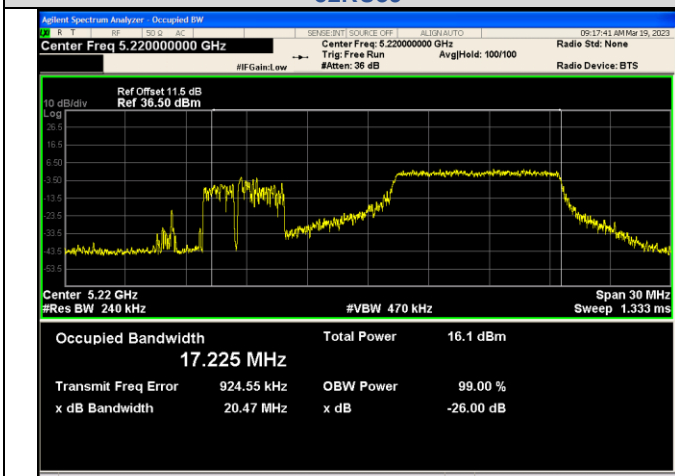 Agilent Spectrum Analyzer - Occupied BW
R T RF 50 Ω AC SENSE:INT SOURCE OFF ALIGN AUTO 09:17:41 AM Mar 19, 2023
Center Freq 5.220000000 GHz Center Freq: 5.220000000 GHz Radio Std: None
Trig: Free Run Avg|Hold: 100/100
#IFGain:Low #Atten: 36 dB Radio Device: BTS
Ref Offset 11.5 dB
10 dB/div Ref 36.50 dBm
Log
26.5
16.5
6.50
-3.50
-13.5
-23.5
-33.5
-43.5
-53.5
Center 5.22 GHz Span 30 MHz
#Res BW 240 kHz #VBW 470 kHz Sweep 1.333 ms
Occupied Bandwidth Total Power 16.1 dBm
17.225 MHz
Transmit Freq Error 924.55 kHz OBW Power 99.00 %
x dB Bandwidth 20.47 MHz x dB -26.00 dB